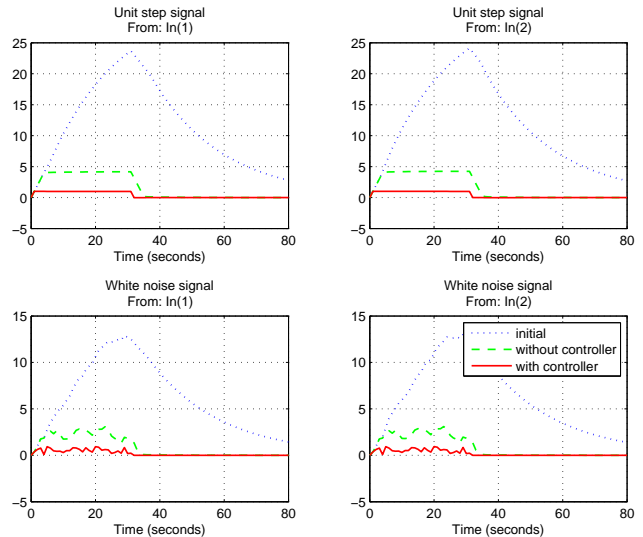 Unit step signal
From: In(1)
25
20
15
10
5
0
−5
0 20 40 60 80
Time (seconds)
Unit step signal
From: In(2)
25
20
15
10
5
0
−5
0 20 40 60 80
Time (seconds)
White noise signal
From: In(1)
15
10
5
0
−5
0 20 40 60 80
Time (seconds)
White noise signal
From: In(2)
15
10
5
0
−5
0 20 40 60 80
Time (seconds)
initial
without controller
with controller